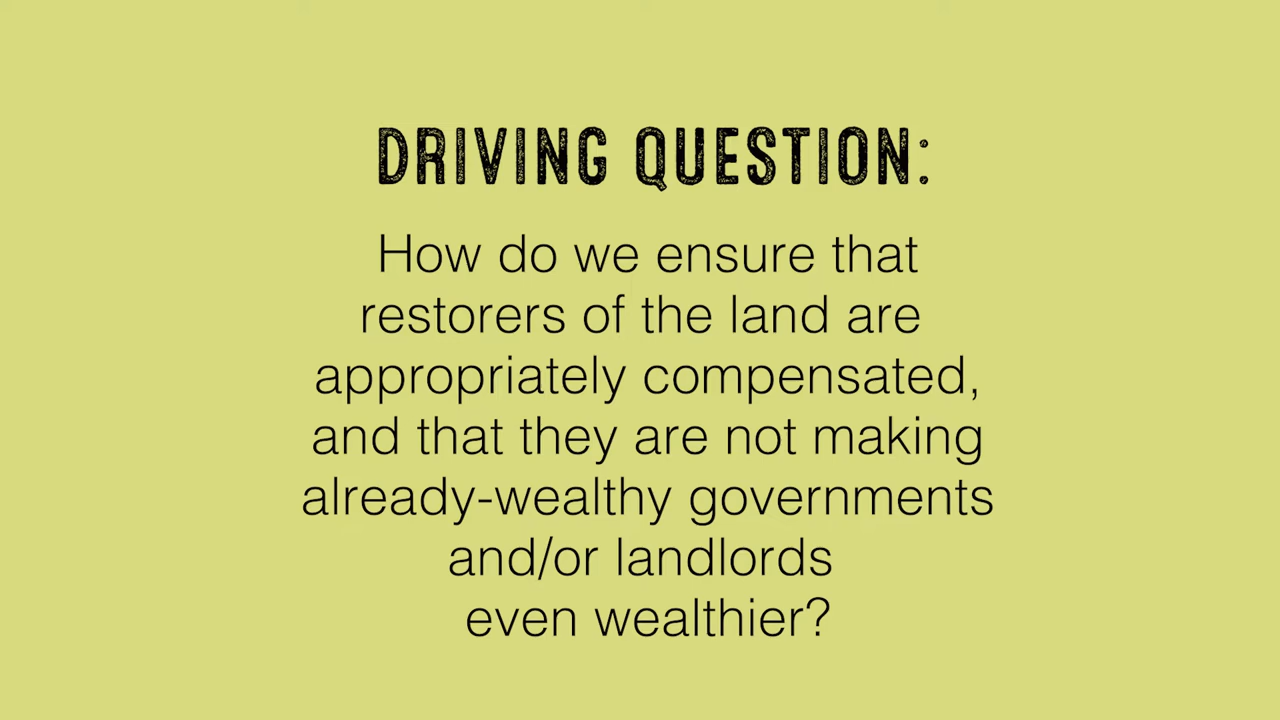 DRIVING QUESTION:
How do we ensure that
restorers of the land are
appropriately compensated,
and that they are not making
already-wealthy governments
and/or landlords
even wealthier?